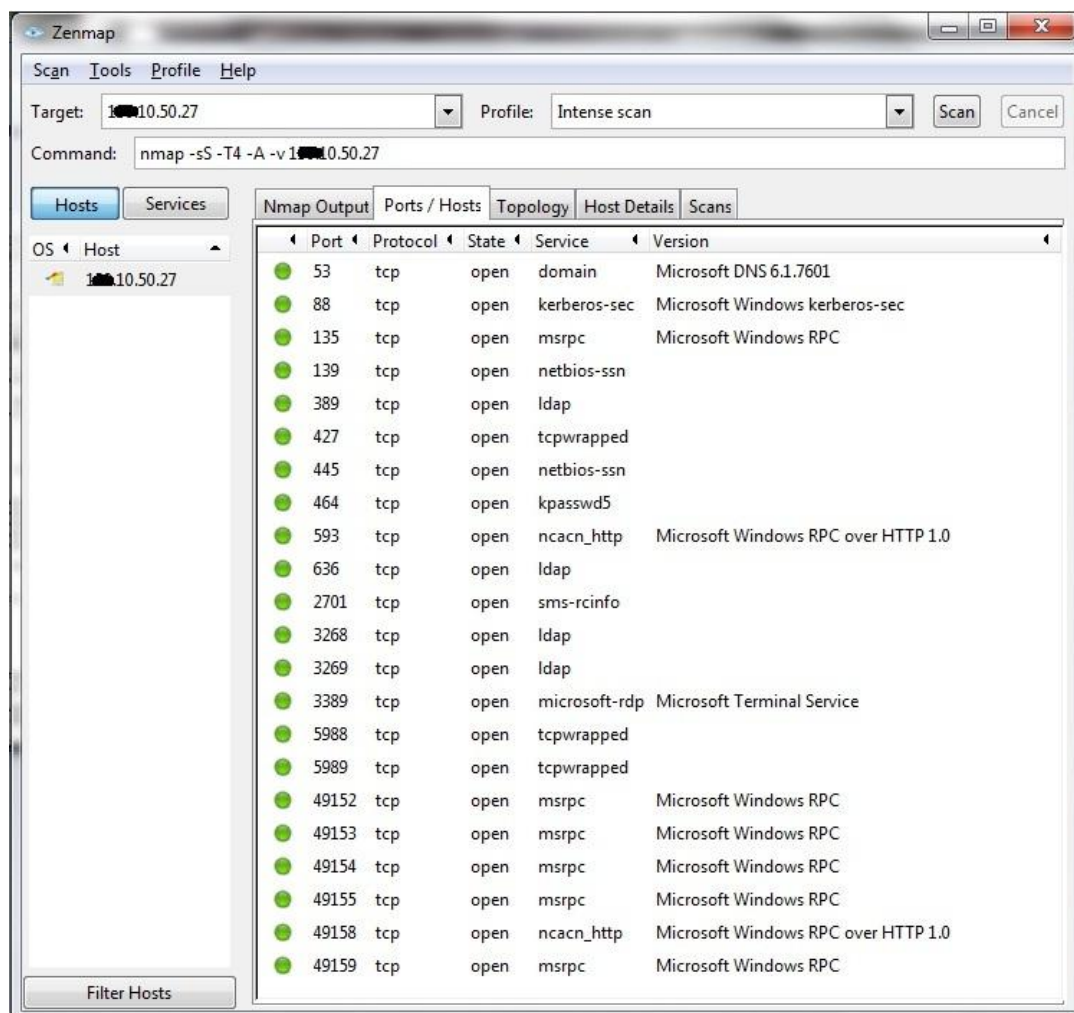 Zenmap
Scan Tools Profile Help
Target: 10.50.27 Profile: Intense scan Scan Cancel
Command: nmap -sS -T4 -A -v 10.50.27
Hosts Services Nmap Output Ports / Hosts Topology Host Details Scans
OS Host Port Protocol State Service Version
10.50.27
53 tcp open domain Microsoft DNS 6.1.7601
88 tcp open kerberos-sec Microsoft Windows kerberos-sec
135 tcp open msrpc Microsoft Windows RPC
139 tcp open netbios-ssn
389 tcp open ldap
427 tcp open tcpwrapped
445 tcp open netbios-ssn
464 tcp open kpasswd5
593 tcp open ncacn_http Microsoft Windows RPC over HTTP 1.0
636 tcp open ldap
2701 tcp open sms-rcinfo
3268 tcp open ldap
3269 tcp open ldap
3389 tcp open microsoft-rdp Microsoft Terminal Service
5988 tcp open tcpwrapped
5989 tcp open tcpwrapped
49152 tcp open msrpc Microsoft Windows RPC
49153 tcp open msrpc Microsoft Windows RPC
49154 tcp open msrpc Microsoft Windows RPC
49155 tcp open msrpc Microsoft Windows RPC
49158 tcp open ncacn_http Microsoft Windows RPC over HTTP 1.0
49159 tcp open msrpc Microsoft Windows RPC
Filter Hosts